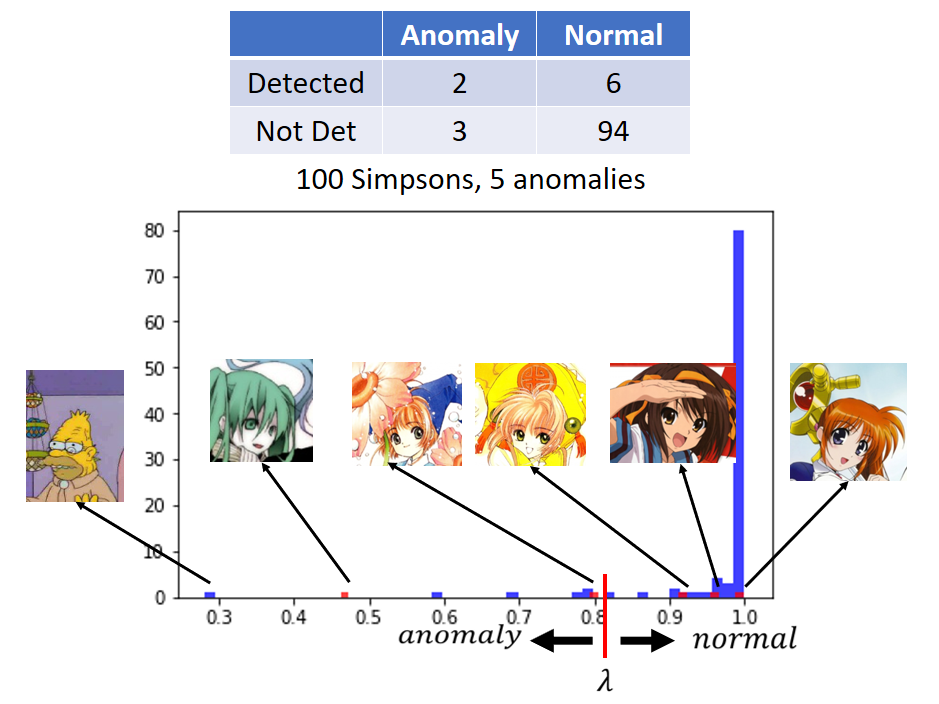 Anomaly Normal
Detected 2 6
Not Det 3 94
100 Simpsons, 5 anomalies
80
70
60
50
40
30
20
10
0
0.3 0.4 0.5 0.6 0.7 0.8 0.9 1.0
anomaly normal
λ